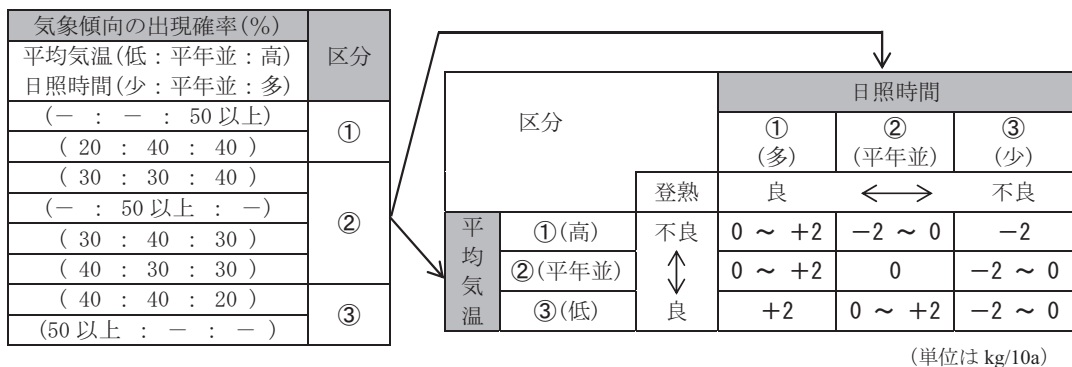 気象傾向の出現確率(%)
平均気温(低：平年並：高)
日照時間(少：平年並：多)
区分
(－ ： － ： 50 以上)
( 20 ： 40 ： 40 )
①
( 30 ： 30 ： 40 )
(－ ： 50 以上 ： －)
( 30 ： 40 ： 30 )
( 40 ： 30 ： 30 )
②
( 40 ： 40 ： 20 )
(50 以上 ： － ： － )
③
区分
日照時間
①
(多)
②
(平年並)
③
(少)
登熟 良 ⟷ 不良
平均気温
①(高) 不良 0 ～ +2 －2 ～ 0 －2
②(平年並) ↕ 0 ～ +2 0 －2 ～ 0
③(低) 良 +2 0 ～ +2 －2 ～ 0
(単位は kg/10a)